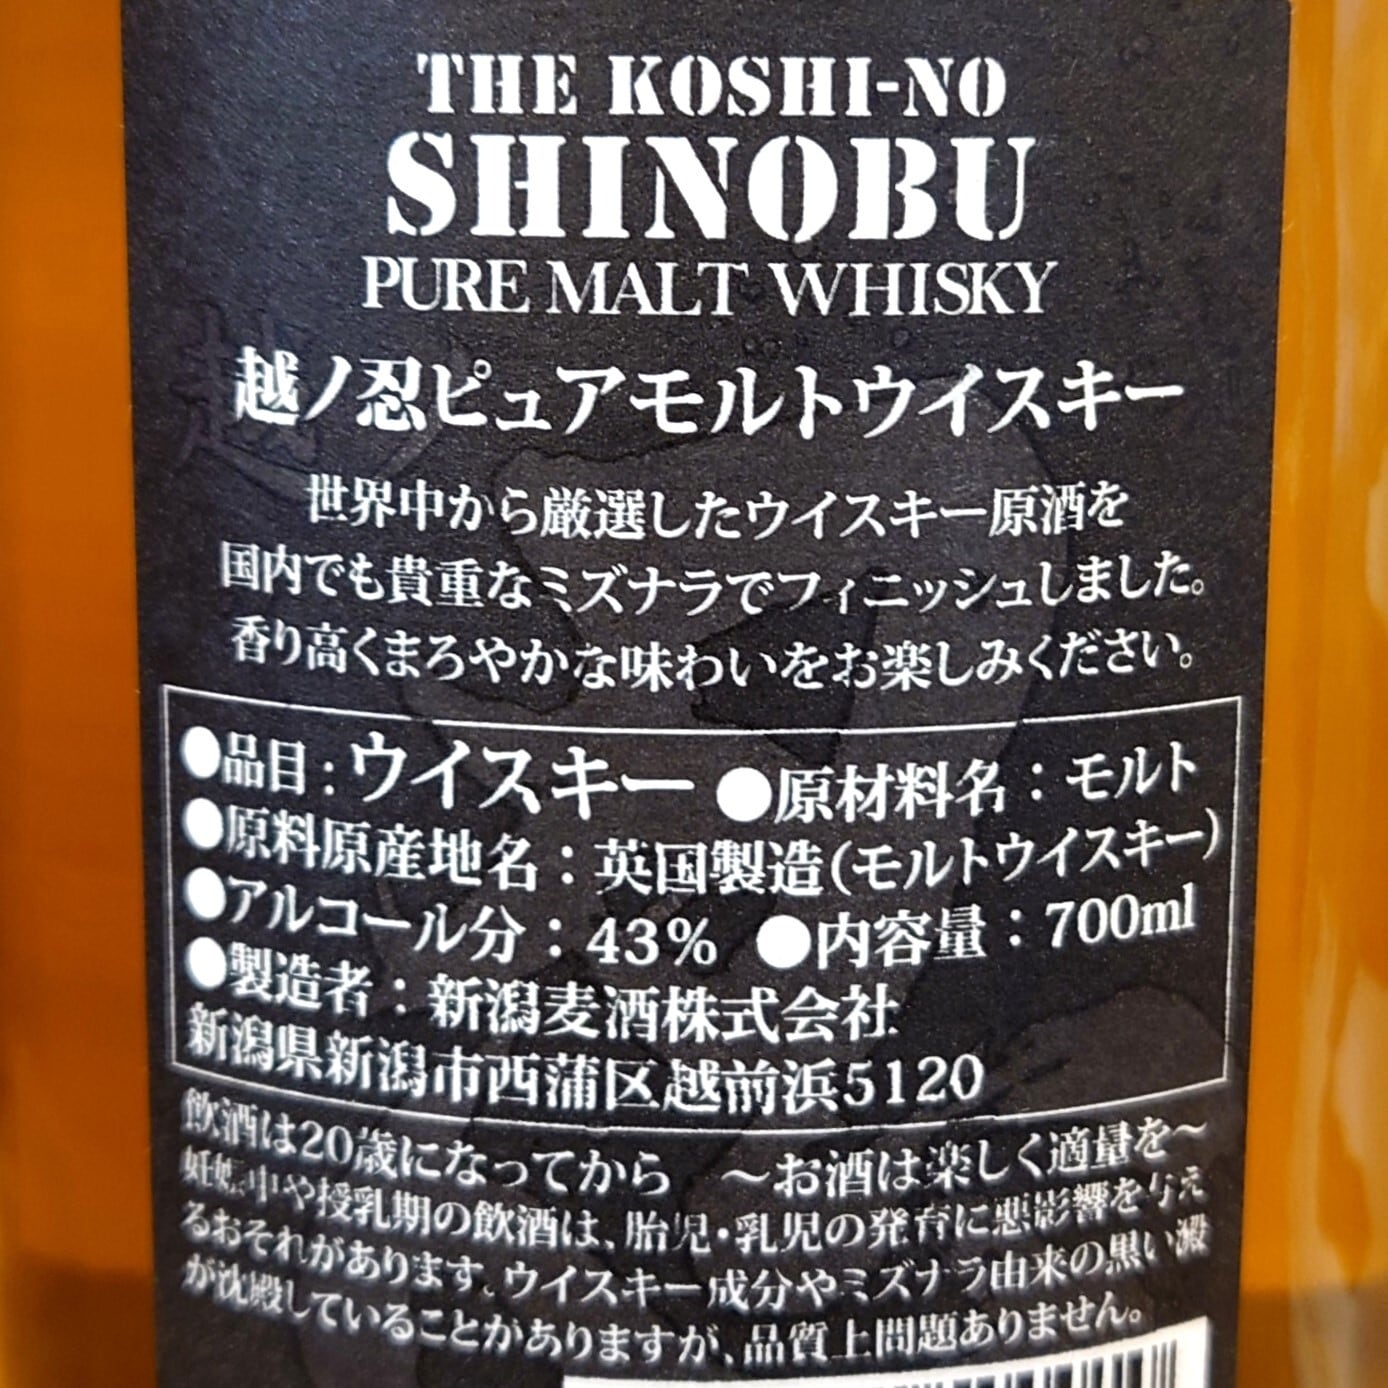 THE KOSHI-NO
SHINOBU
PURE MALT WHISKY
越ノ忍ピュアモルトウイスキー
世界中から厳選したウイスキー原酒を
国内でも貴重なミズナラでフィニッシュしました。
香り高くまろやかな味わいをお楽しみください。
●品目:ウイスキー ●原材料名:モルト
●原料原産地名:英国製造(モルトウイスキー)
●アルコール分:43% ●内容量:700ml
●製造者:新潟麦酒株式会社
新潟県新潟市西蒲区越前浜5120
飲酒は20歳になってから 〜お酒は楽しく適量を〜
妊娠中や授乳期の飲酒は、胎児・乳児の発育に悪影響を与え
るおそれがあります。ウイスキー成分やミズナラ由来の黒い澱
が沈殿していることがありますが、品質上問題ありません。